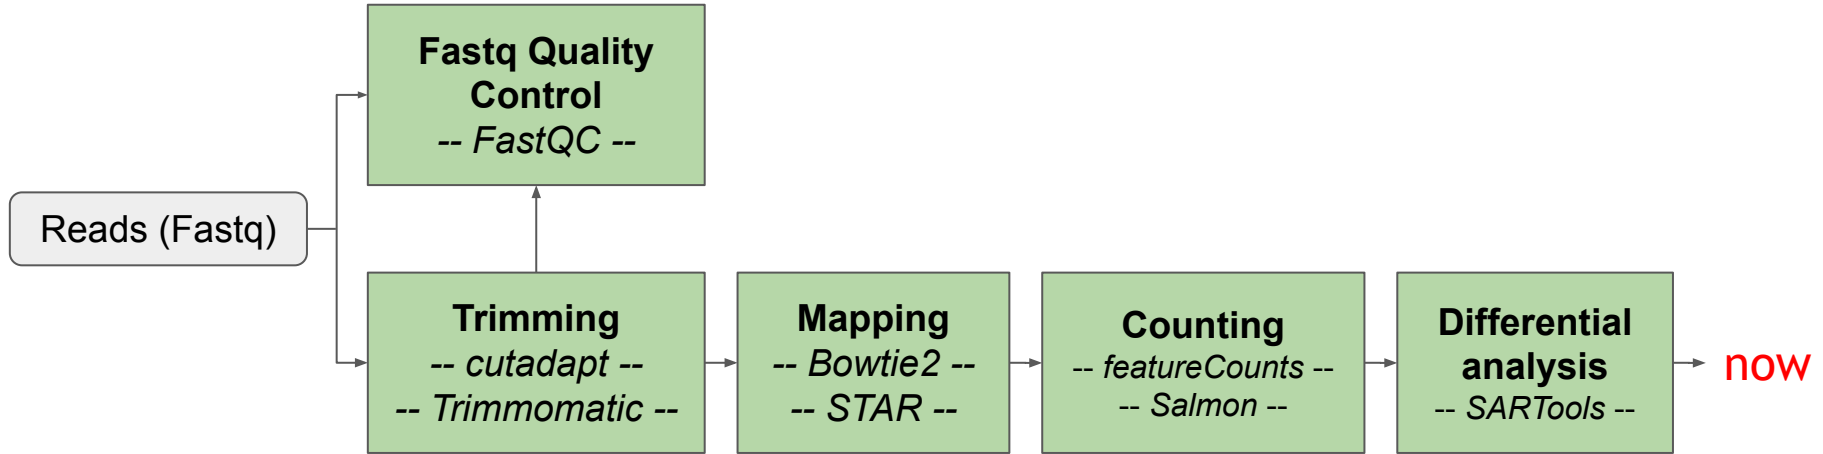 Fastq Quality
Control
-- FastQC --
Reads (Fastq)
Trimming
-- cutadapt --
-- Trimmomatic --
Mapping
-- Bowtie2 --
-- STAR --
Counting
-- featureCounts --
-- Salmon --
Differential
analysis
-- SARTools --
now